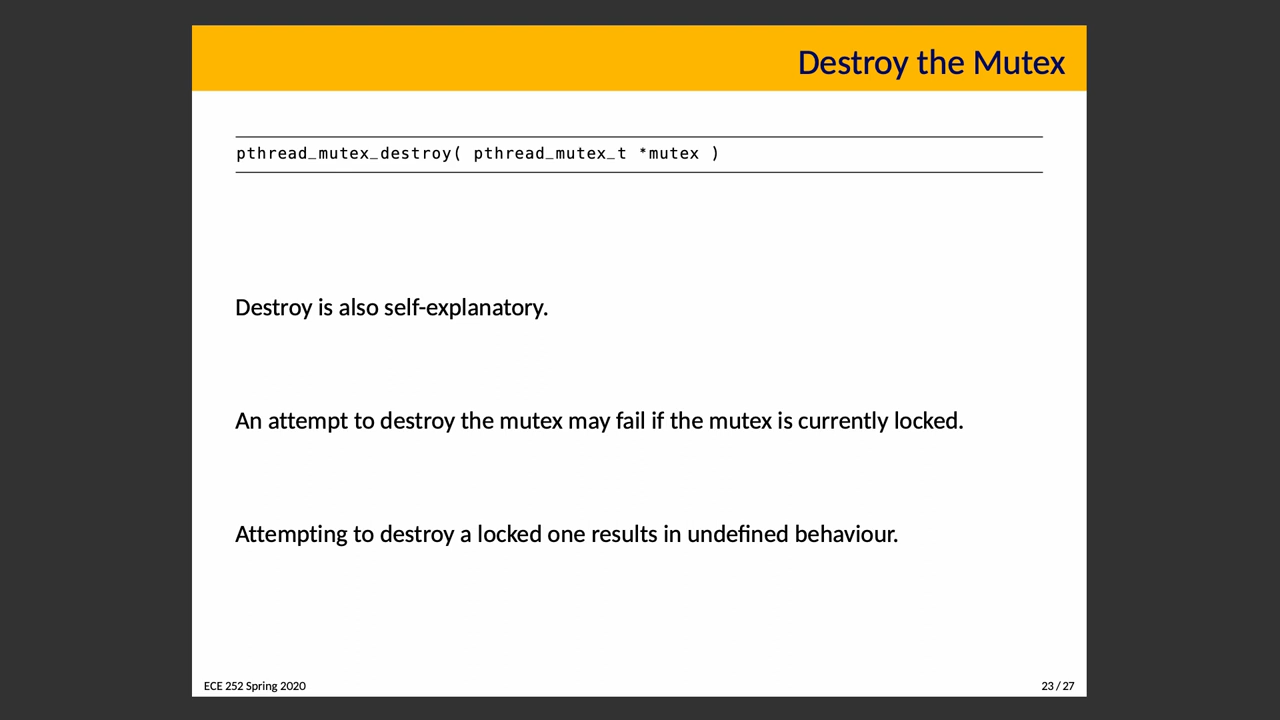 Destroy the Mutex
pthread_mutex_destroy( pthread_mutex_t *mutex )
Destroy is also self-explanatory.
An attempt to destroy the mutex may fail if the mutex is currently locked.
Attempting to destroy a locked one results in undefined behaviour.
ECE 252 Spring 2020
23 / 27